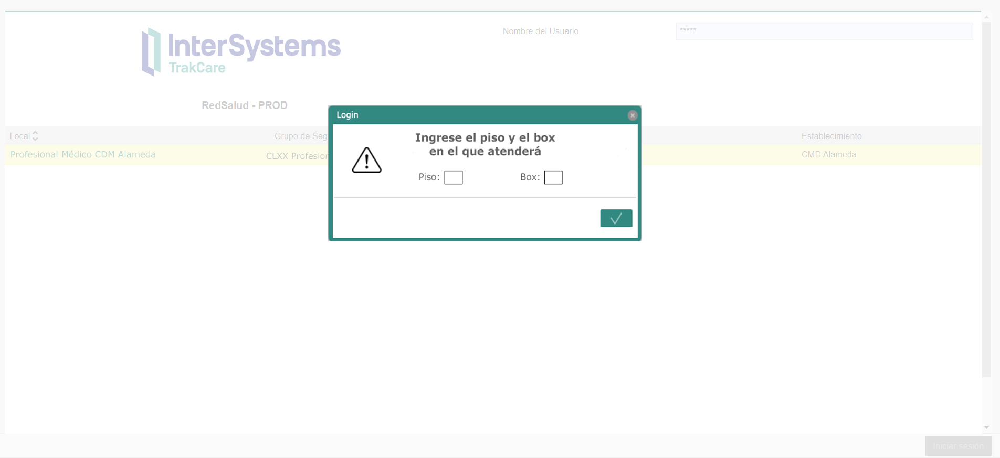 InterSystems
TrakCare
Nombre del Usuario
*****
RedSalud - PROD
Local
Grupo de Seg
Establecimiento
Profesional Médico CDM Alameda
CLXX Profesion
CMD Alameda
Login
Ingrese el piso y el box
en el que atenderá
Piso:
Box:
Iniciar sesión